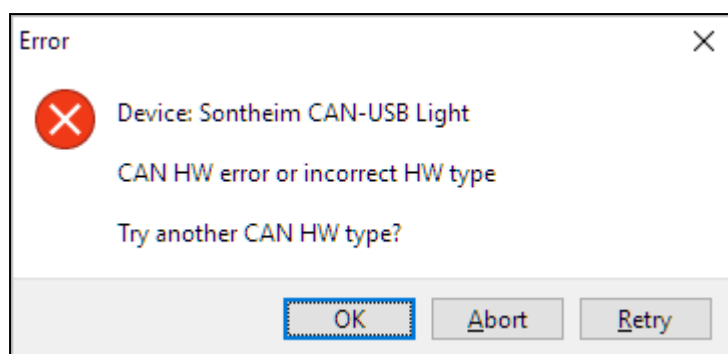 Error
Device: Sontheim CAN-USB Light
CAN HW error or incorrect HW type
Try another CAN HW type?
OK Abort Retry